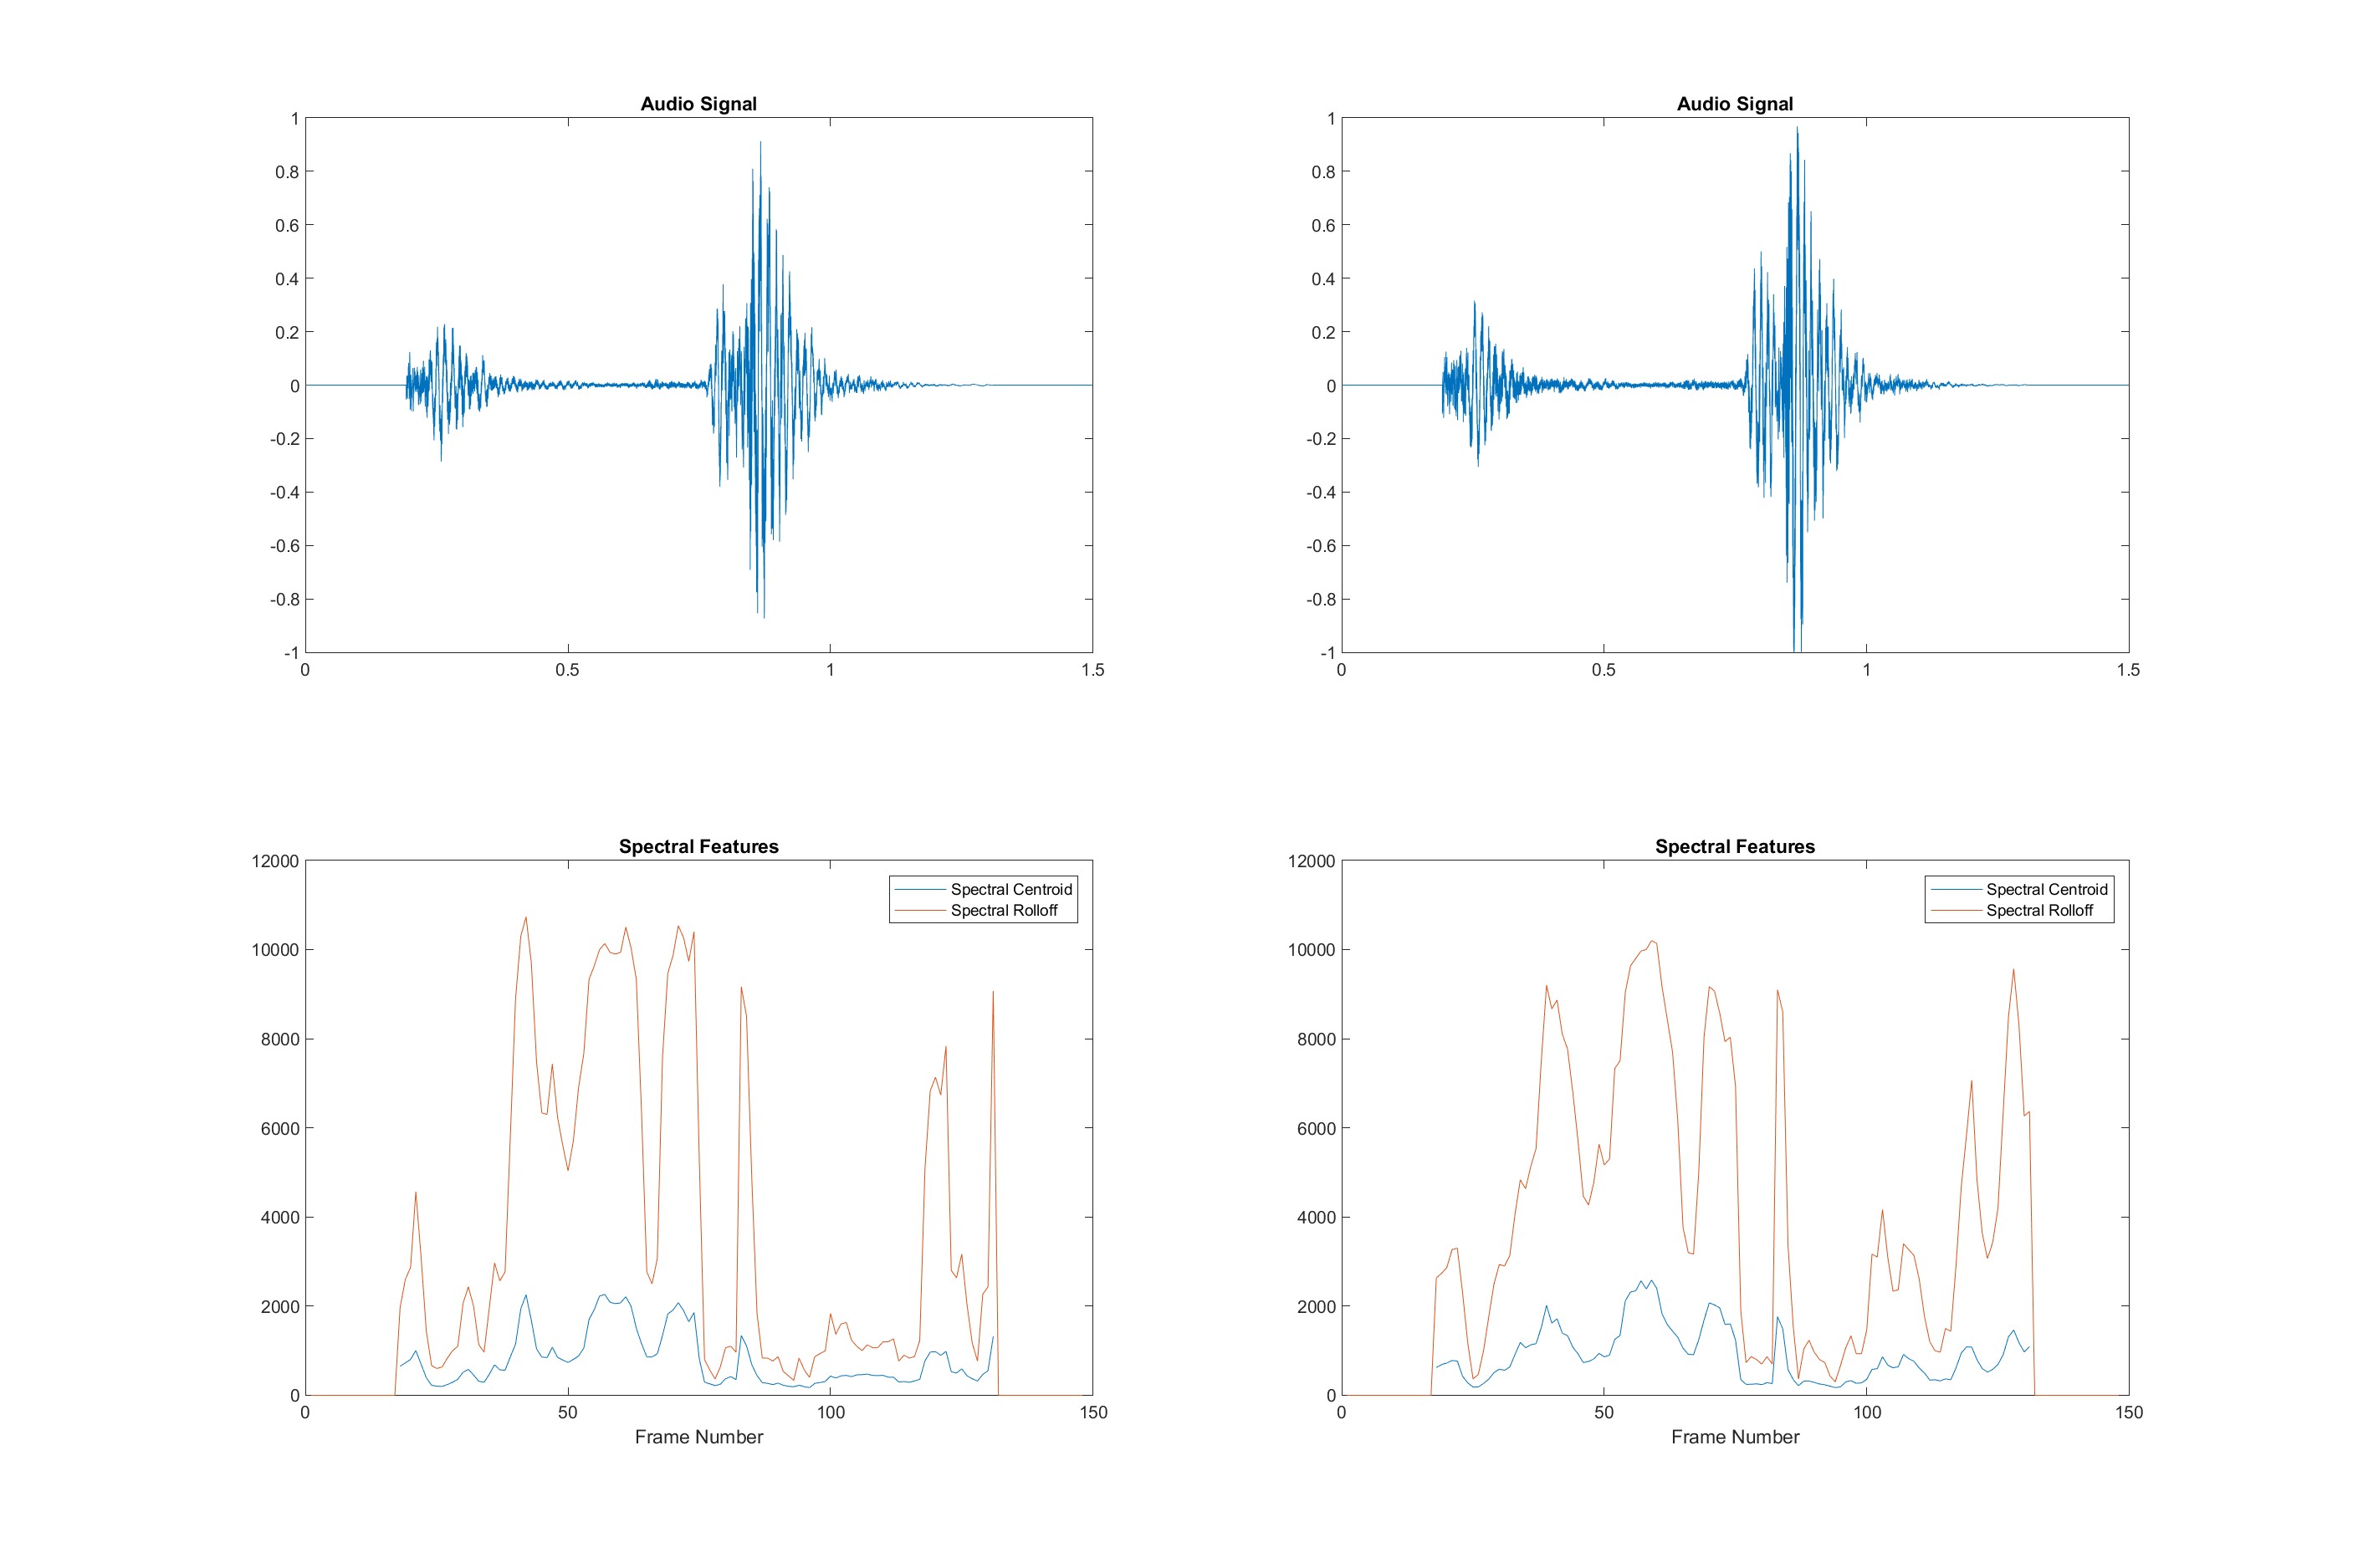 Audio Signal
1
0.8
0.6
0.4
0.2
0
-0.2
-0.4
-0.6
-0.8
-1
0 0.5 1 1.5
Audio Signal
1
0.8
0.6
0.4
0.2
0
-0.2
-0.4
-0.6
-0.8
-1
0 0.5 1 1.5
Spectral Features
12000
10000
8000
6000
4000
2000
0
0 50 100 150
Frame Number
Spectral Centroid
Spectral Rolloff
Spectral Features
12000
10000
8000
6000
4000
2000
0
0 50 100 150
Frame Number
Spectral Centroid
Spectral Rolloff